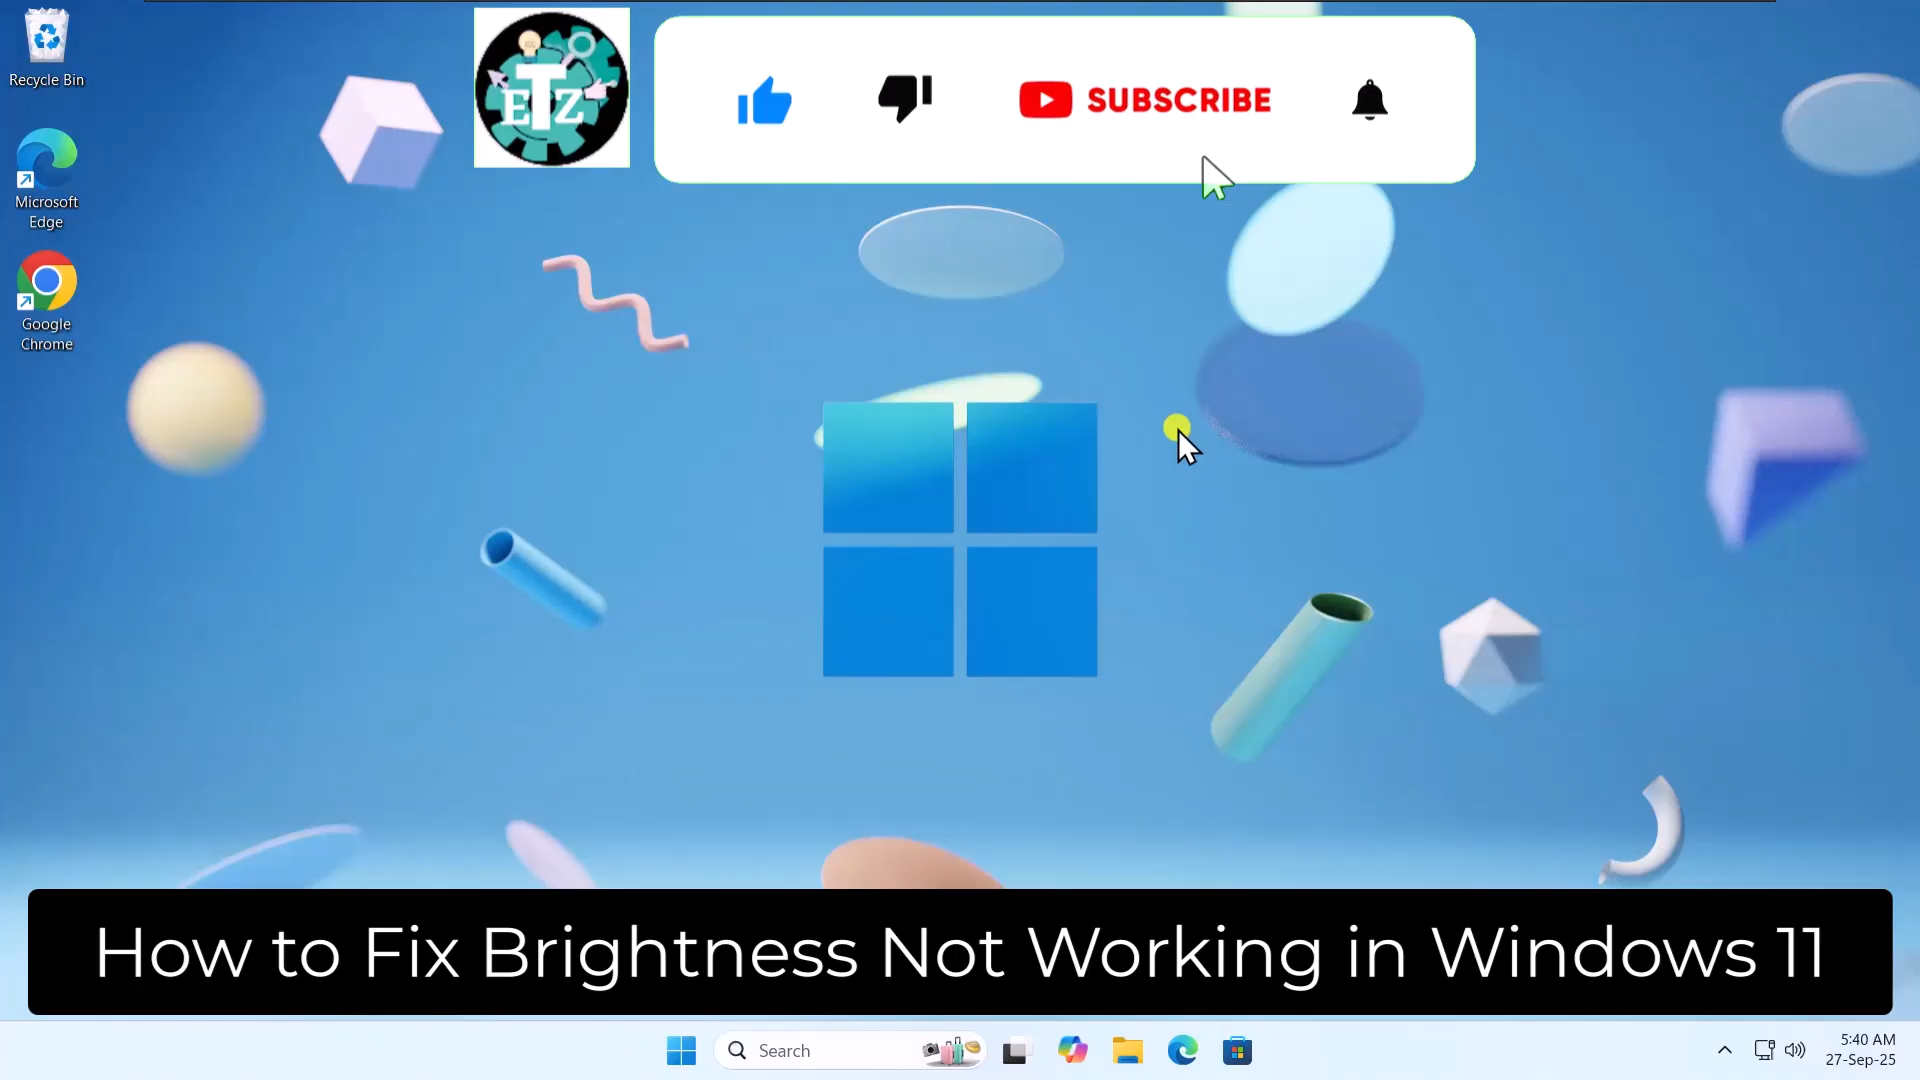 Recycle Bin
Microsoft
Edge
Google
Chrome
ETZ
SUBSCRIBE
How to Fix Brightness Not Working in Windows 11
Search
5:40 AM
27-Sep-25